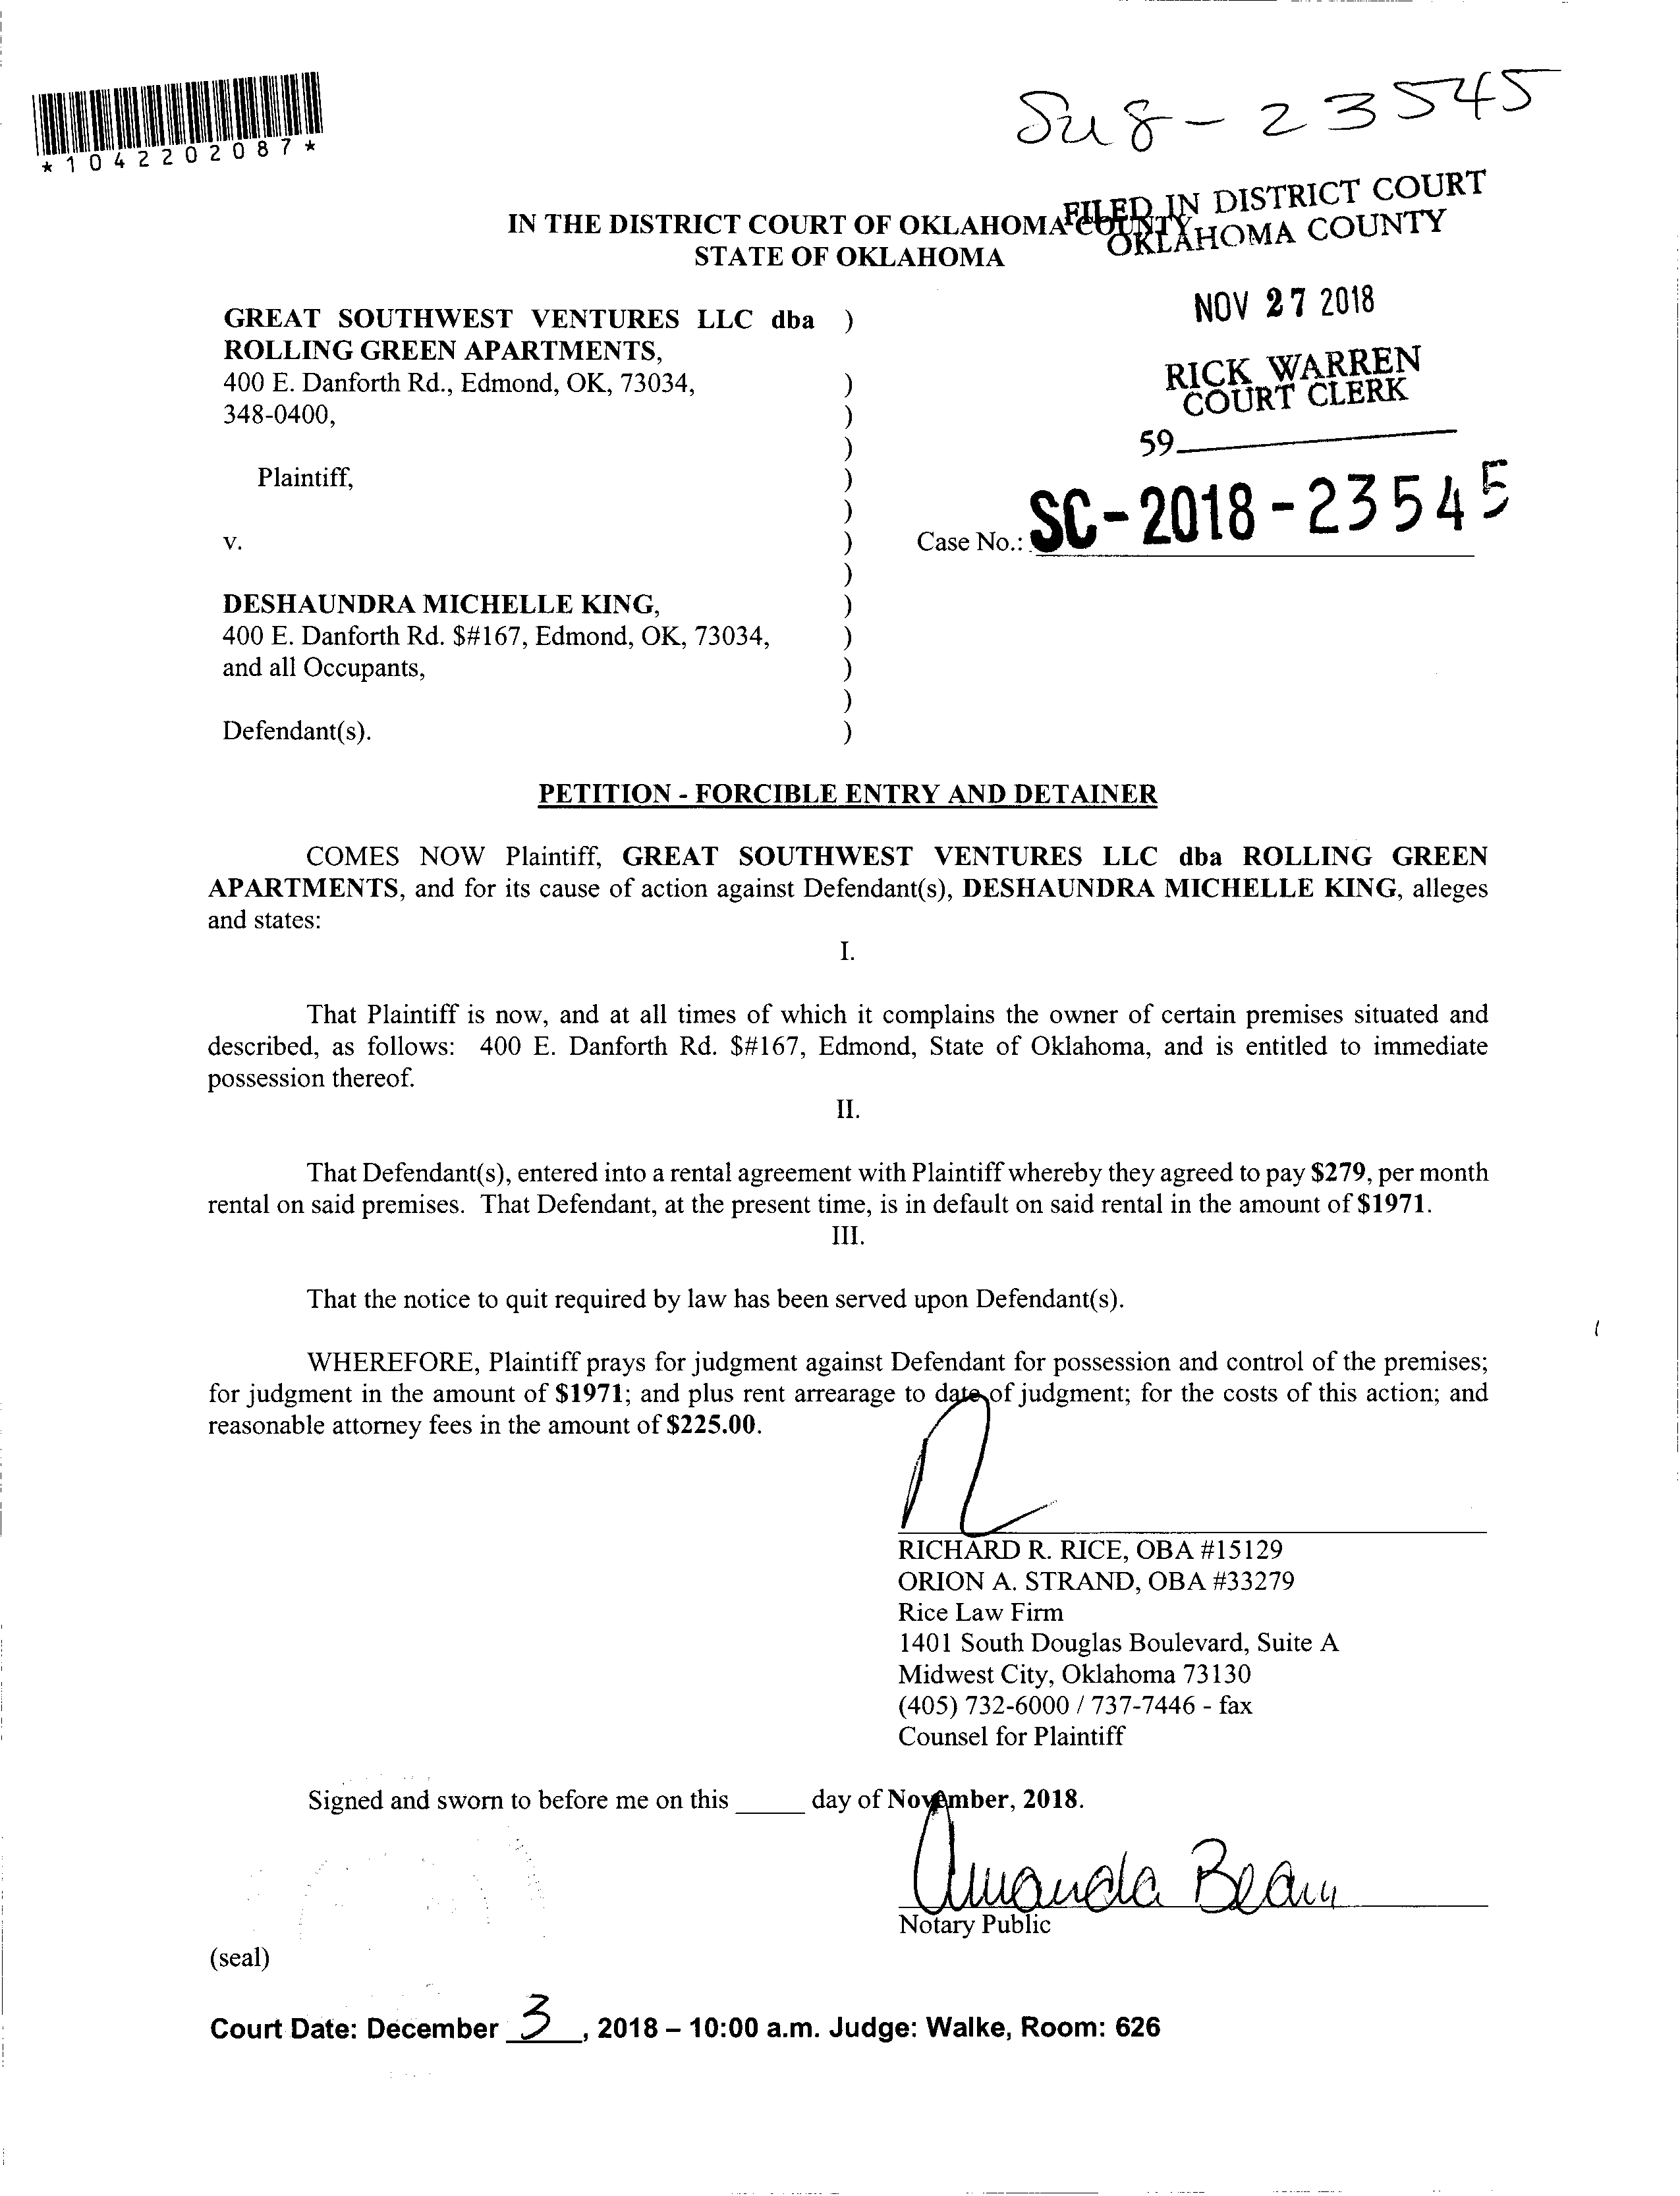 *1042202087*
Su8-23545
FILED IN DISTRICT COURT
OKLAHOMA COUNTY
IN THE DISTRICT COURT OF OKLAHOMA COUNTY
STATE OF OKLAHOMA
NOV 27 2018
RICK WARREN
COURT CLERK
59
GREAT SOUTHWEST VENTURES LLC dba )
ROLLING GREEN APARTMENTS,
400 E. Danforth Rd., Edmond, OK, 73034, )
348-0400, )
)
Plaintiff, )
)
v. ) Case No.: SC-2018-23545
)
DESHAUNDRA MICHELLE KING, )
400 E. Danforth Rd. $#167, Edmond, OK, 73034, )
and all Occupants, )
)
Defendant(s). )
PETITION - FORCIBLE ENTRY AND DETAINER
COMES NOW Plaintiff, GREAT SOUTHWEST VENTURES LLC dba ROLLING GREEN
APARTMENTS, and for its cause of action against Defendant(s), DESHAUNDRA MICHELLE KING, alleges
and states:
I.
That Plaintiff is now, and at all times of which it complains the owner of certain premises situated and
described, as follows: 400 E. Danforth Rd. $#167, Edmond, State of Oklahoma, and is entitled to immediate
possession thereof.
II.
That Defendant(s), entered into a rental agreement with Plaintiff whereby they agreed to pay $279, per month
rental on said premises. That Defendant, at the present time, is in default on said rental in the amount of $1971.
III.
That the notice to quit required by law has been served upon Defendant(s).
WHEREFORE, Plaintiff prays for judgment against Defendant for possession and control of the premises;
for judgment in the amount of $1971; and plus rent arrearage to date of judgment; for the costs of this action; and
reasonable attorney fees in the amount of $225.00.
RICHARD R. RICE, OBA #15129
ORION A. STRAND, OBA #33279
Rice Law Firm
1401 South Douglas Boulevard, Suite A
Midwest City, Oklahoma 73130
(405) 732-6000 / 737-7446 - fax
Counsel for Plaintiff
Signed and sworn to before me on this _____ day of November, 2018.
Amanda Beam
Notary Public
(seal)
Court Date: December 3, 2018 – 10:00 a.m. Judge: Walke, Room: 626